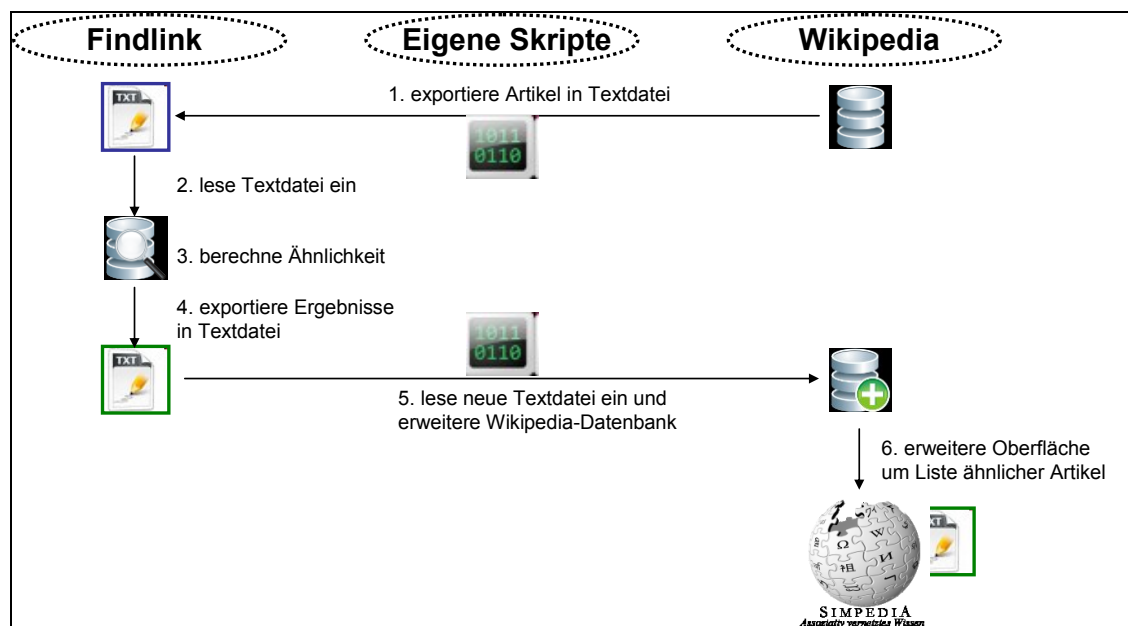 Findlink
Eigene Skripte
Wikipedia
1. exportiere Artikel in Textdatei
TXT
1011
0110
2. lese Textdatei ein
3. berechne Ähnlichkeit
4. exportiere Ergebnisse
in Textdatei
TXT
1011
0110
5. lese neue Textdatei ein und
erweitere Wikipedia-Datenbank
6. erweitere Oberfläche
um Liste ähnlicher Artikel
Ω
W
И
祖
SIMPEDIA
Associativ vernetztes Wissen